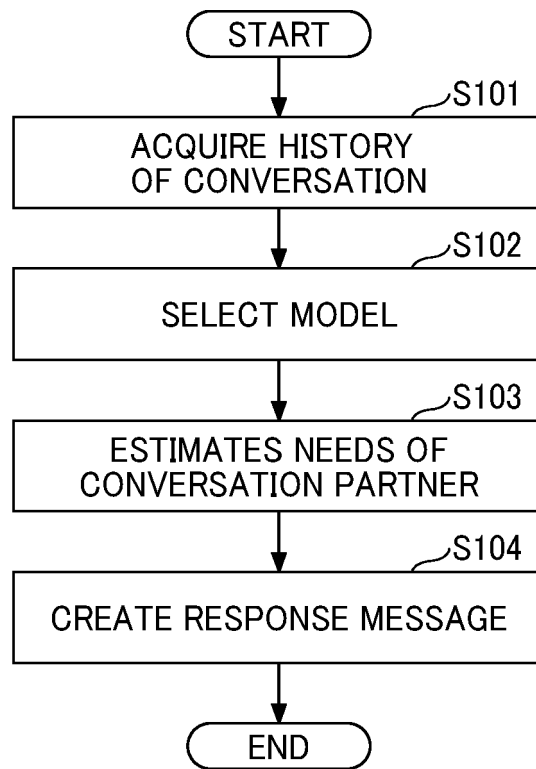 START
S101
ACQUIRE HISTORY
OF CONVERSATION
S102
SELECT MODEL
S103
ESTIMATES NEEDS OF
CONVERSATION PARTNER
S104
CREATE RESPONSE MESSAGE
END